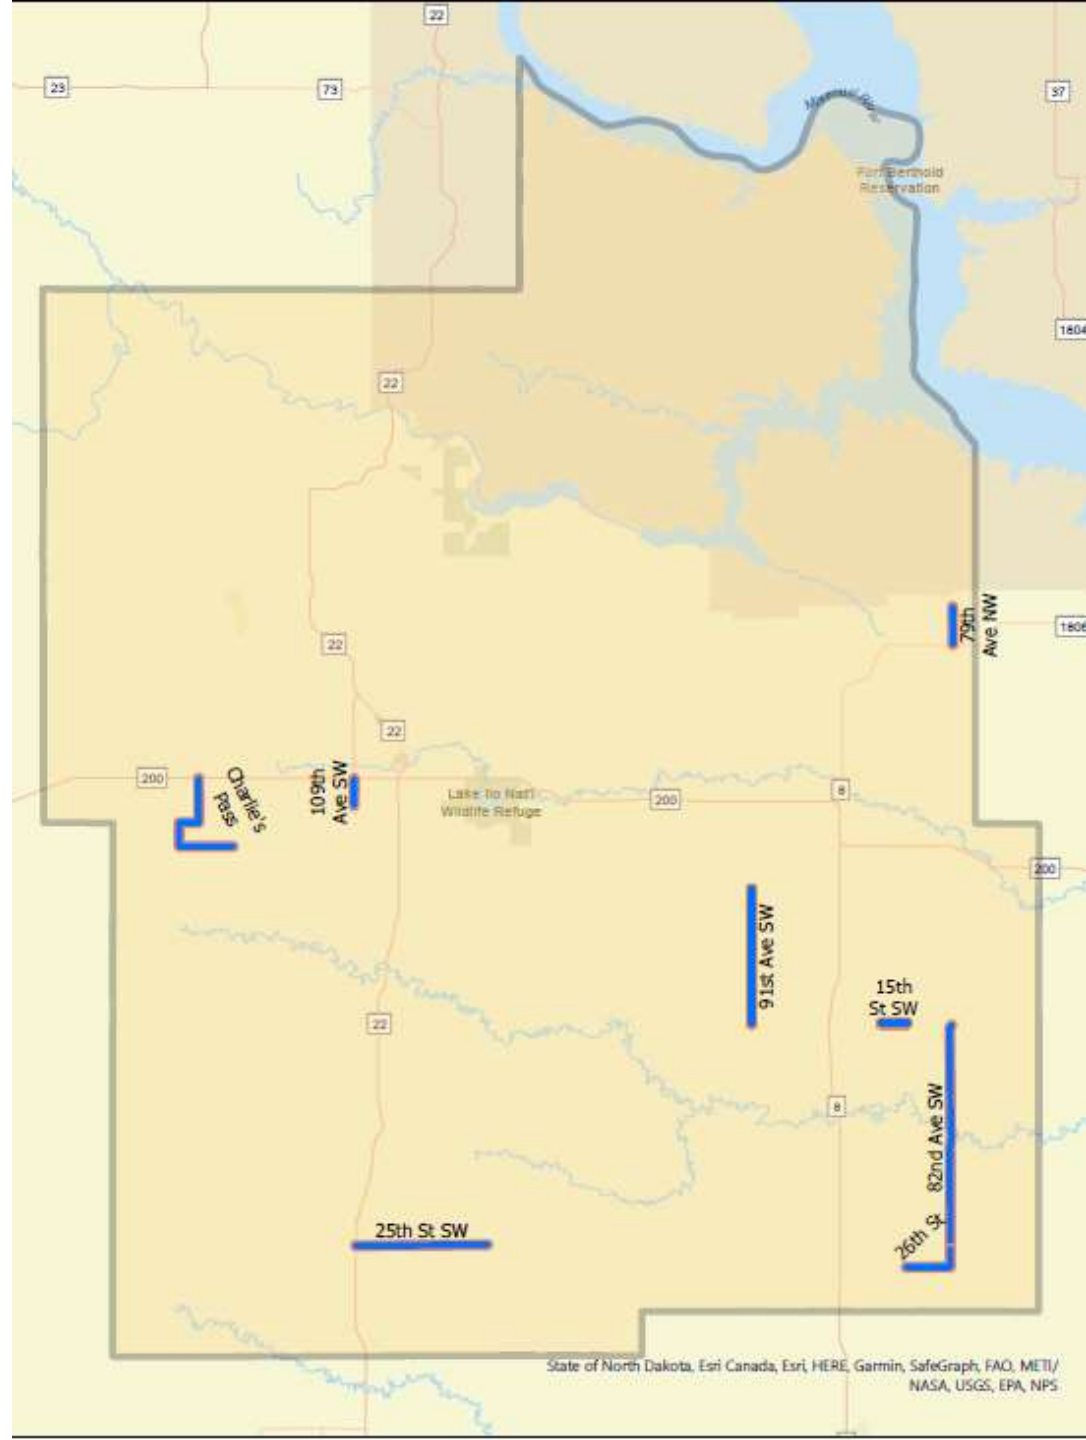 22
23
73
37
Missouri River
Fort Berthold
Reservation
1804
22
79th
Ave NW
1806
22
22
200
Charlie's
Pass
109th
Ave SW
Lake Ilo Nat'l
Wildlife Refuge
200
8
200
91st Ave SW
15th
St SW
22
8
82nd Ave SW
26th St
25th St SW
State of North Dakota, Esri Canada, Esri, HERE, Garmin, SafeGraph, FAO, METI/
NASA, USGS, EPA, NPS